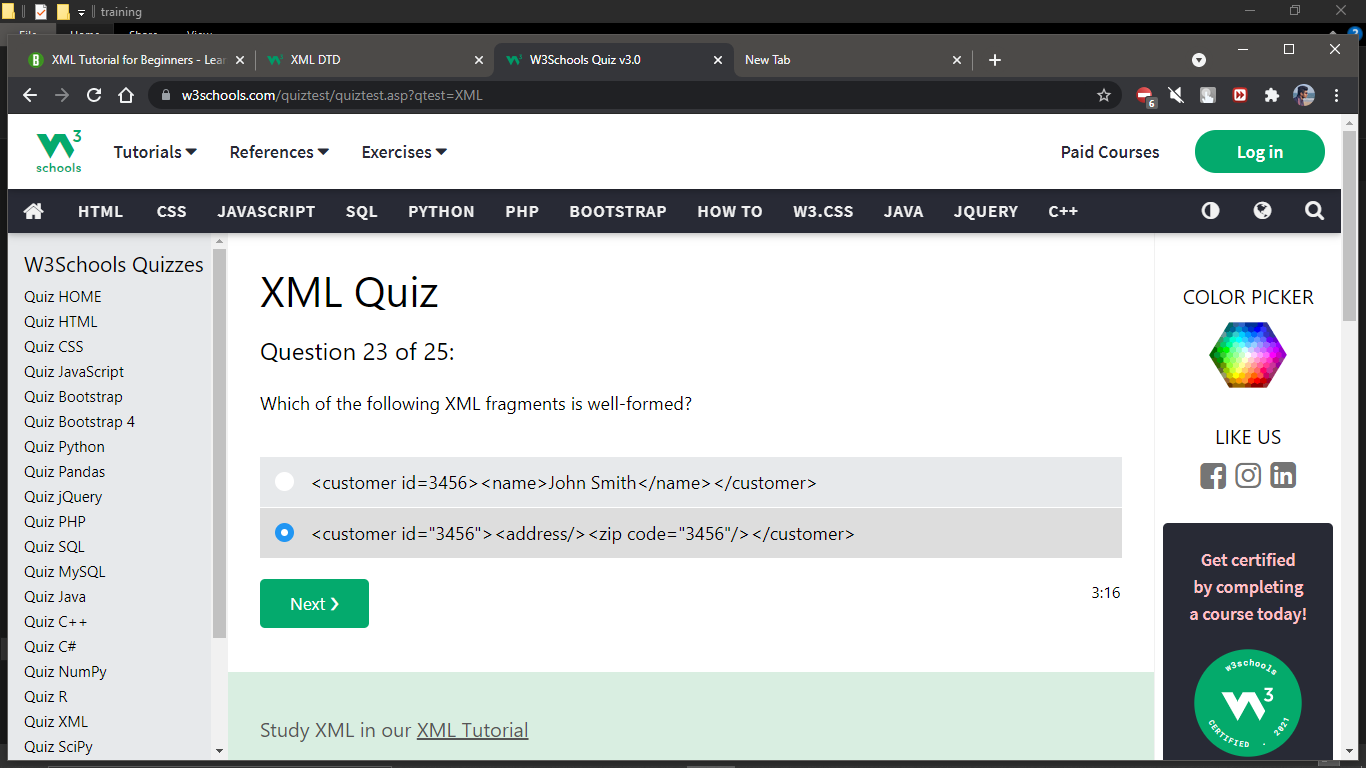 training
File Home Share View
XML Tutorial for Beginners - Lear
XML DTD
W3Schools Quiz v3.0
New Tab
w3schools.com/quiztest/quiztest.asp?qtest=XML
6
3
schools
Tutorials
References
Exercises
Paid Courses
Log in
HTML CSS JAVASCRIPT SQL PYTHON PHP BOOTSTRAP HOW TO W3.CSS JAVA JQUERY C++
W3Schools Quizzes
Quiz HOME
Quiz HTML
Quiz CSS
Quiz JavaScript
Quiz Bootstrap
Quiz Bootstrap 4
Quiz Python
Quiz Pandas
Quiz jQuery
Quiz PHP
Quiz SQL
Quiz MySQL
Quiz Java
Quiz C++
Quiz C#
Quiz NumPy
Quiz R
Quiz XML
Quiz SciPy
XML Quiz
Question 23 of 25:
Which of the following XML fragments is well-formed?
<customer id=3456><name>John Smith</name></customer>
<customer id="3456"><address/><zip code="3456"/></customer>
Next ❯
3:16
Study XML in our XML Tutorial
COLOR PICKER
LIKE US
Get certified
by completing
a course today!
w3schools
3
CERTIFIED . 2021